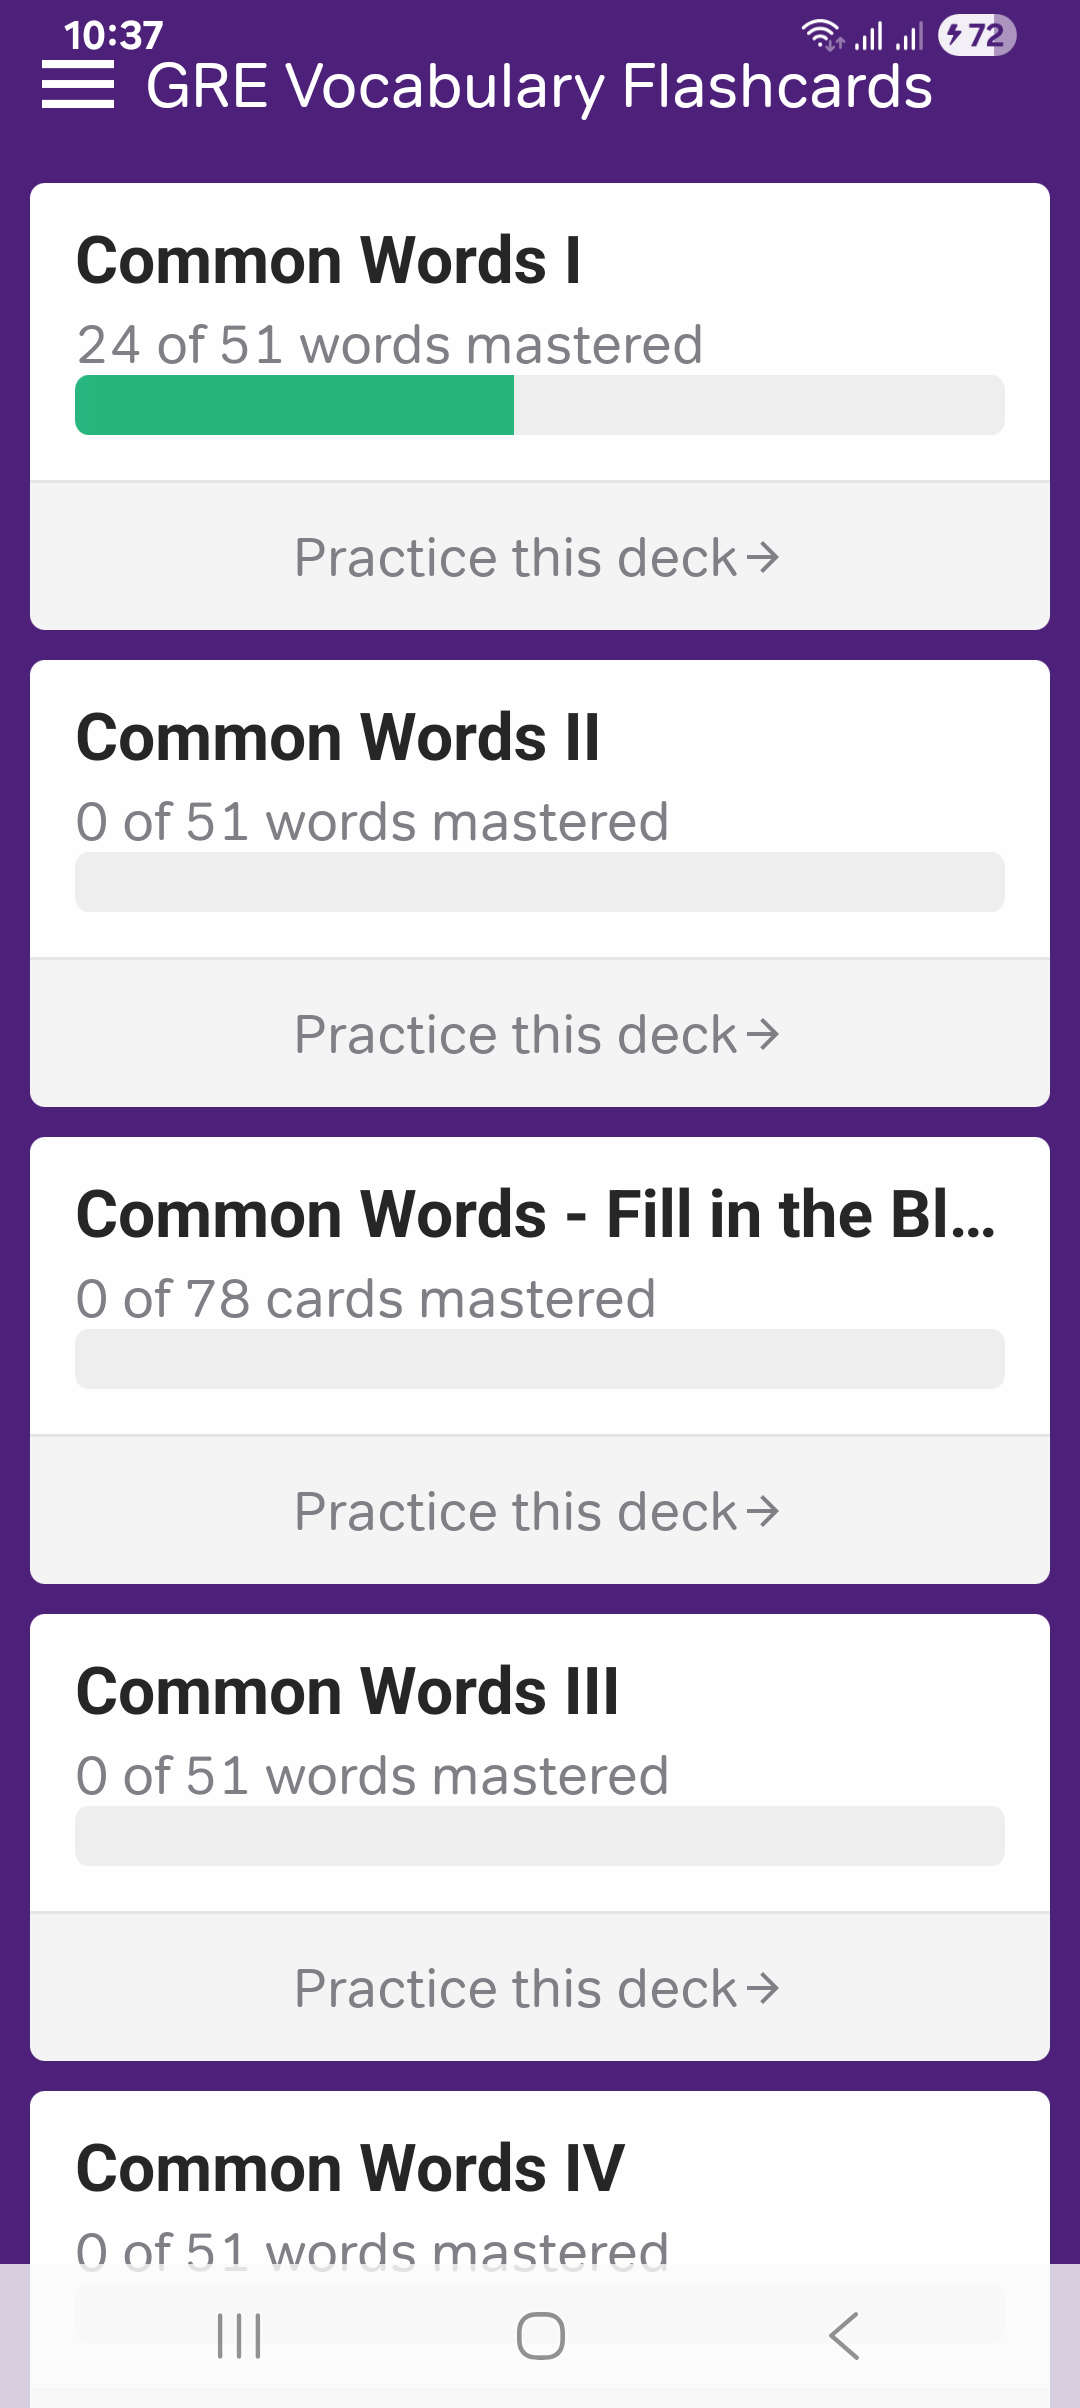 10:37
72
GRE Vocabulary Flashcards
Common Words I
24 of 51 words mastered
Practice this deck→
Common Words II
0 of 51 words mastered
Practice this deck→
Common Words - Fill in the Bl...
0 of 78 cards mastered
Practice this deck→
Common Words III
0 of 51 words mastered
Practice this deck→
Common Words IV
0 of 51 words mastered